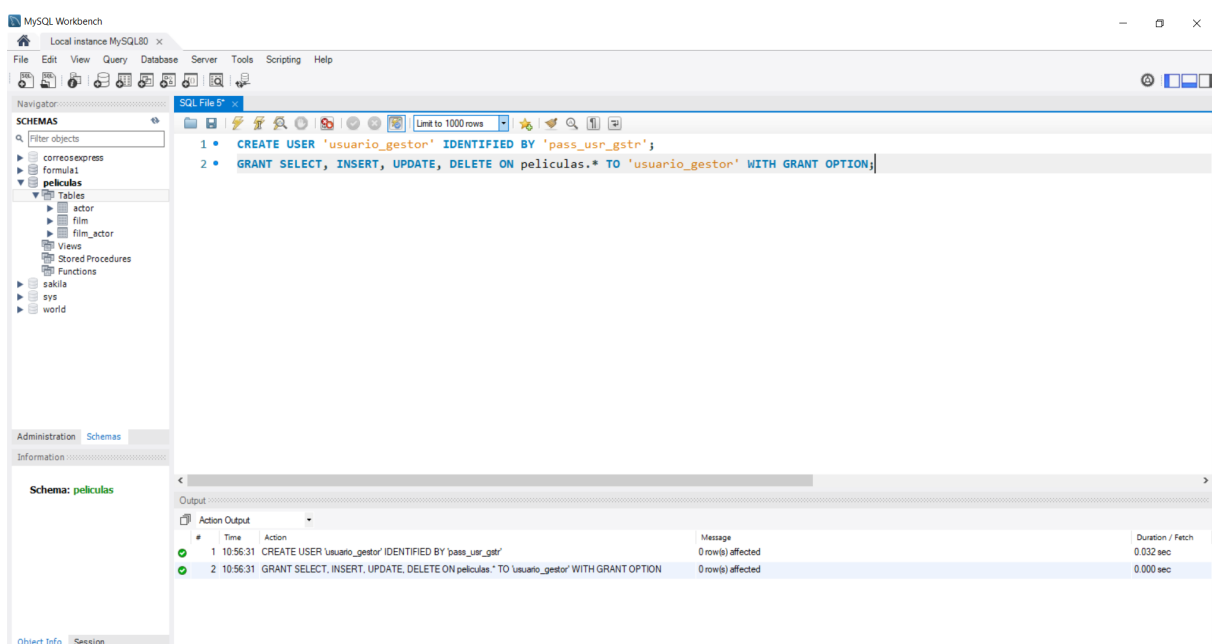 MySQL Workbench
Local instance MySQL80 ×
File Edit View Query Database Server Tools Scripting Help
Navigator
SCHEMAS
Filter objects
correosexpress
formula1
peliculas
Tables
actor
film
film_actor
Views
Stored Procedures
Functions
sakila
sys
world
Administration Schemas
Information
Schema: peliculas
Object Info Session
SQL File 5* ×
Limit to 1000 rows
1 CREATE USER 'usuario_gestor' IDENTIFIED BY 'pass_usr_gstr';
2 GRANT SELECT, INSERT, UPDATE, DELETE ON peliculas.* TO 'usuario_gestor' WITH GRANT OPTION;
Output
Action Output
# Time Action Message Duration / Fetch
1 10:56:31 CREATE USER 'usuario_gestor' IDENTIFIED BY 'pass_usr_gstr' 0 row(s) affected 0.032 sec
2 10:56:31 GRANT SELECT, INSERT, UPDATE, DELETE ON peliculas.* TO 'usuario_gestor' WITH GRANT OPTION 0 row(s) affected 0.000 sec